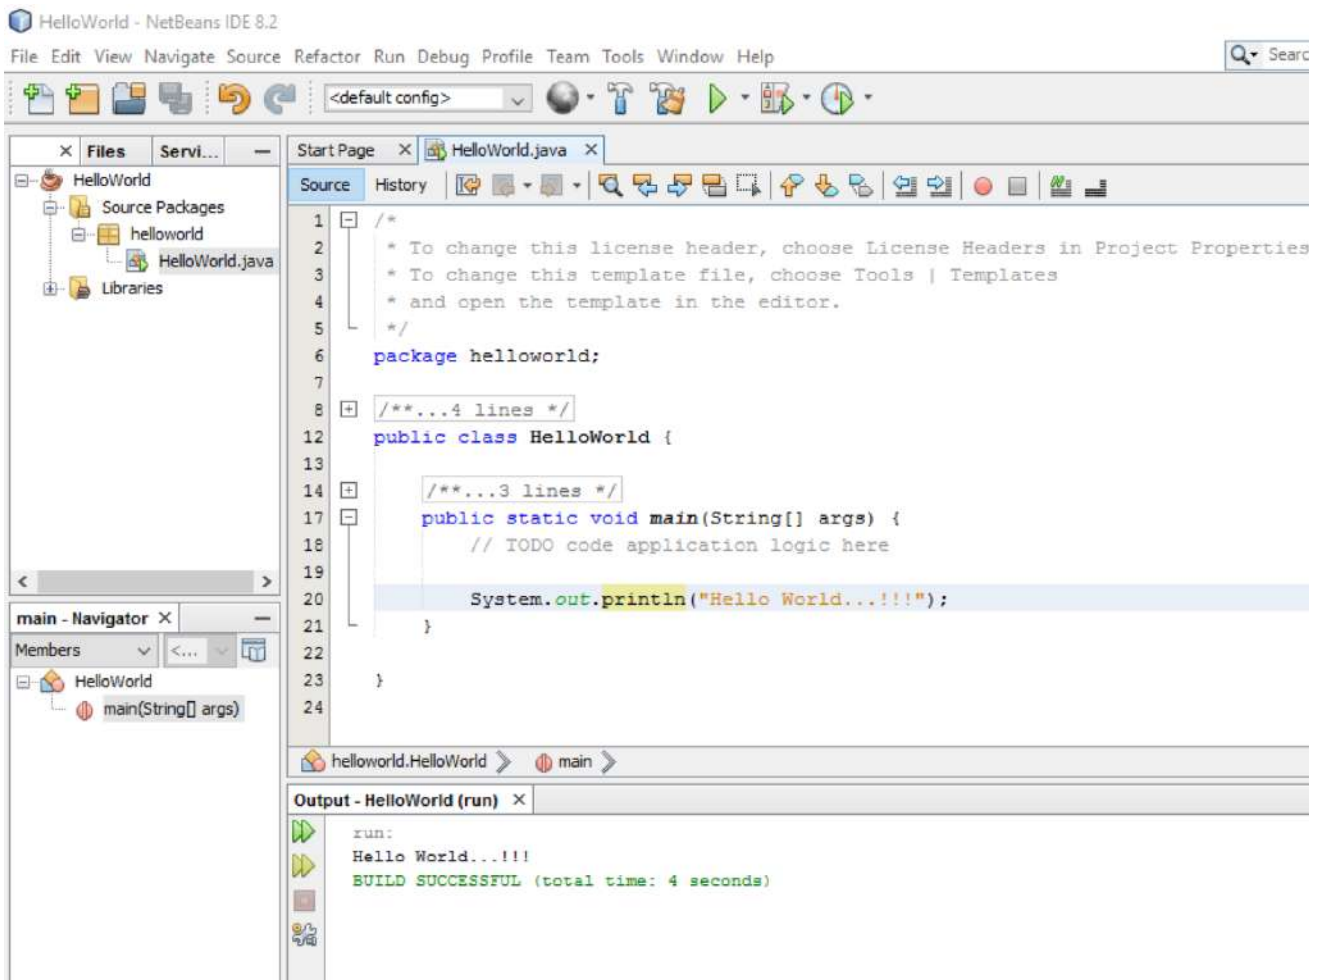 HelloWorld - NetBeans IDE 8.2
File Edit View Navigate Source Refactor Run Debug Profile Team Tools Window Help
<default config>
Files Servi...
HelloWorld
Source Packages
helloworld
HelloWorld.java
Libraries
main - Navigator
Members <...
HelloWorld
main(String[] args)
Start Page HelloWorld.java
Source History
1 /*
2 * To change this license header, choose License Headers in Project Properties
3 * To change this template file, choose Tools | Templates
4 * and open the template in the editor.
5 */
6 package helloworld;
7
8 /**...4 lines */
12 public class HelloWorld {
13
14 /**...3 lines */
17 public static void main(String[] args) {
18 // TODO code application logic here
19
20 System.out.println("Hello World...!!!");
21 }
22
23 }
24
helloworld.HelloWorld main
Output - HelloWorld (run)
run:
Hello World...!!!
BUILD SUCCESSFUL (total time: 4 seconds)